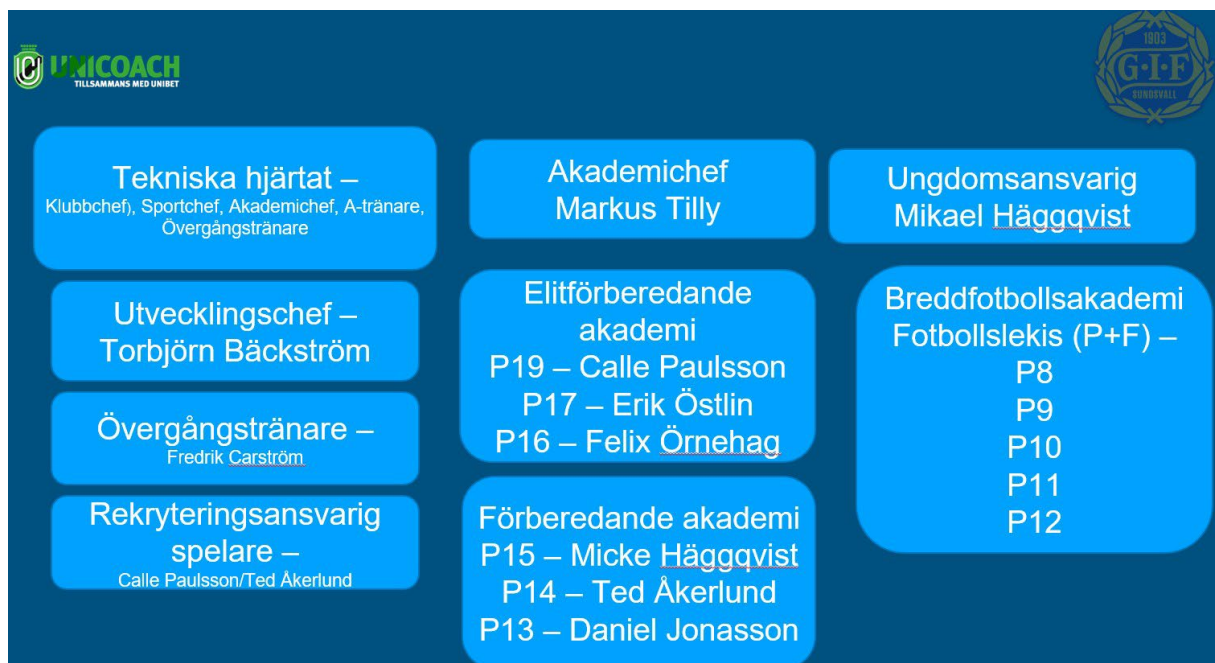 UNICOACH
TILLSAMMANS MED UNIBET
1903
G·I·F
SUNDSVALL
Tekniska hjärtat –
Klubbchef), Sportchef, Akademichef, A-tränare,
Övergångstränare
Utvecklingschef –
Torbjörn Bäckström
Övergångstränare –
Fredrik Carström
Rekryteringsansvarig
spelare –
Calle Paulsson/Ted Åkerlund
Akademichef
Markus Tilly
Elitförberedande
akademi
P19 – Calle Paulsson
P17 – Erik Östlin
P16 – Felix Örnehag
Förberedande akademi
P15 – Micke Häggqvist
P14 – Ted Åkerlund
P13 – Daniel Jonasson
Ungdomsansvarig
Mikael Häggqvist
Breddfotbollsakademi
Fotbollslekis (P+F) –
P8
P9
P10
P11
P12